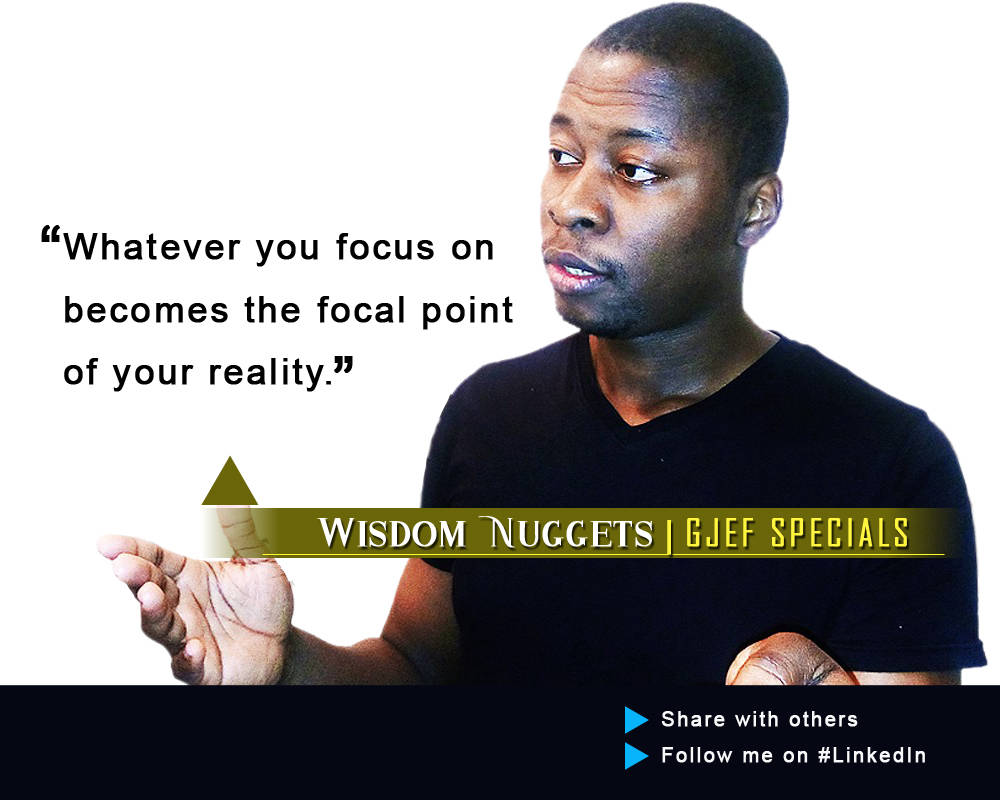 “Whatever you focus on
becomes the focal point
of your reality.”
Wisdom Nuggets | GJEF SPECIALS
Share with others
Follow me on #LinkedIn